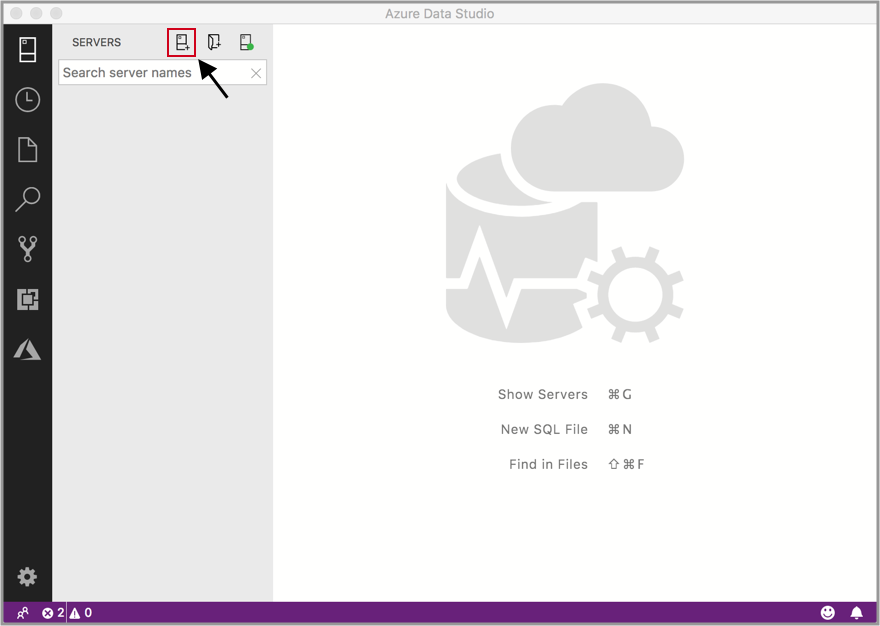 Azure Data Studio
SERVERS
Search server names
Show Servers ⌘G
New SQL File ⌘N
Find in Files ⇧⌘F
2 0